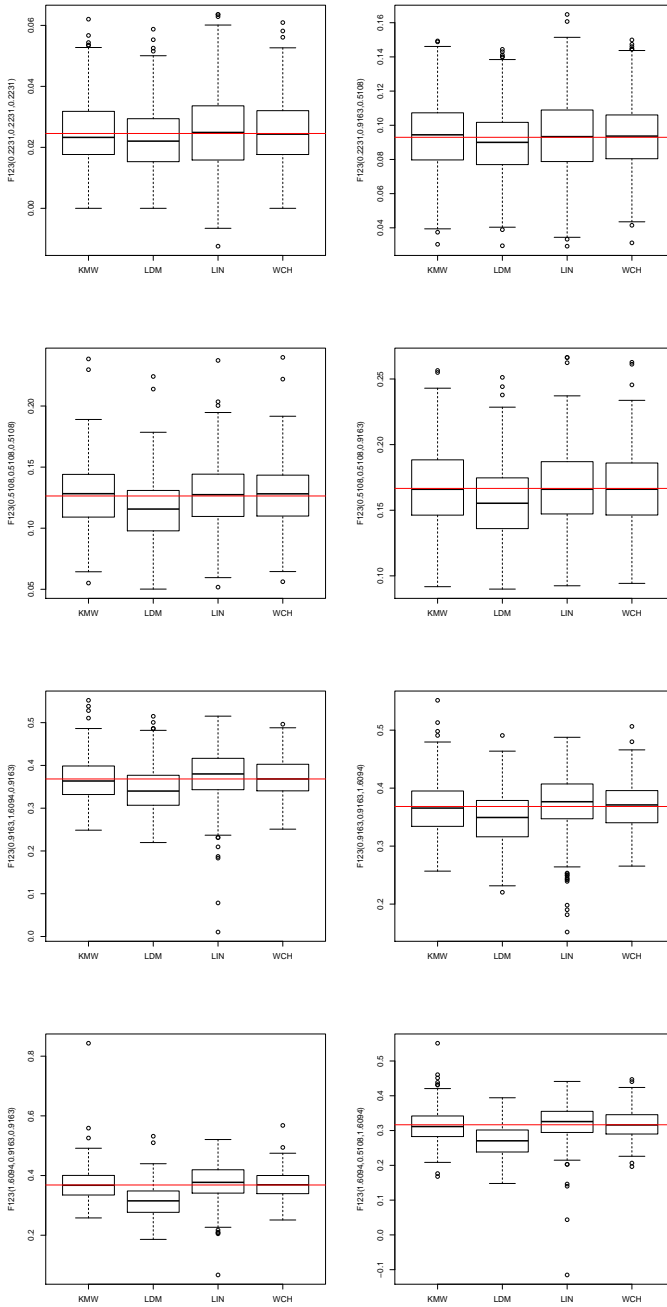 F123(0.2231,0.2231,0.2231)
0.00 0.02 0.04 0.06
KMW LDM LIN WCH
F123(0.2231,0.9163,0.5108)
0.04 0.06 0.08 0.10 0.12 0.14 0.16
KMW LDM LIN WCH
F123(0.5108,0.5108,0.5108)
0.05 0.10 0.15 0.20
KMW LDM LIN WCH
F123(0.5108,0.5108,0.9163)
0.10 0.15 0.20 0.25
KMW LDM LIN WCH
F123(0.9163,1.6094,0.9163)
0.0 0.1 0.2 0.3 0.4 0.5
KMW LDM LIN WCH
F123(0.9163,0.9163,1.6094)
0.2 0.3 0.4 0.5
KMW LDM LIN WCH
F123(1.6094,0.9163,0.9163)
0.2 0.4 0.6 0.8
KMW LDM LIN WCH
F123(1.6094,0.5108,1.6094)
−0.1 0.0 0.1 0.2 0.3 0.4 0.5
KMW LDM LIN WCH